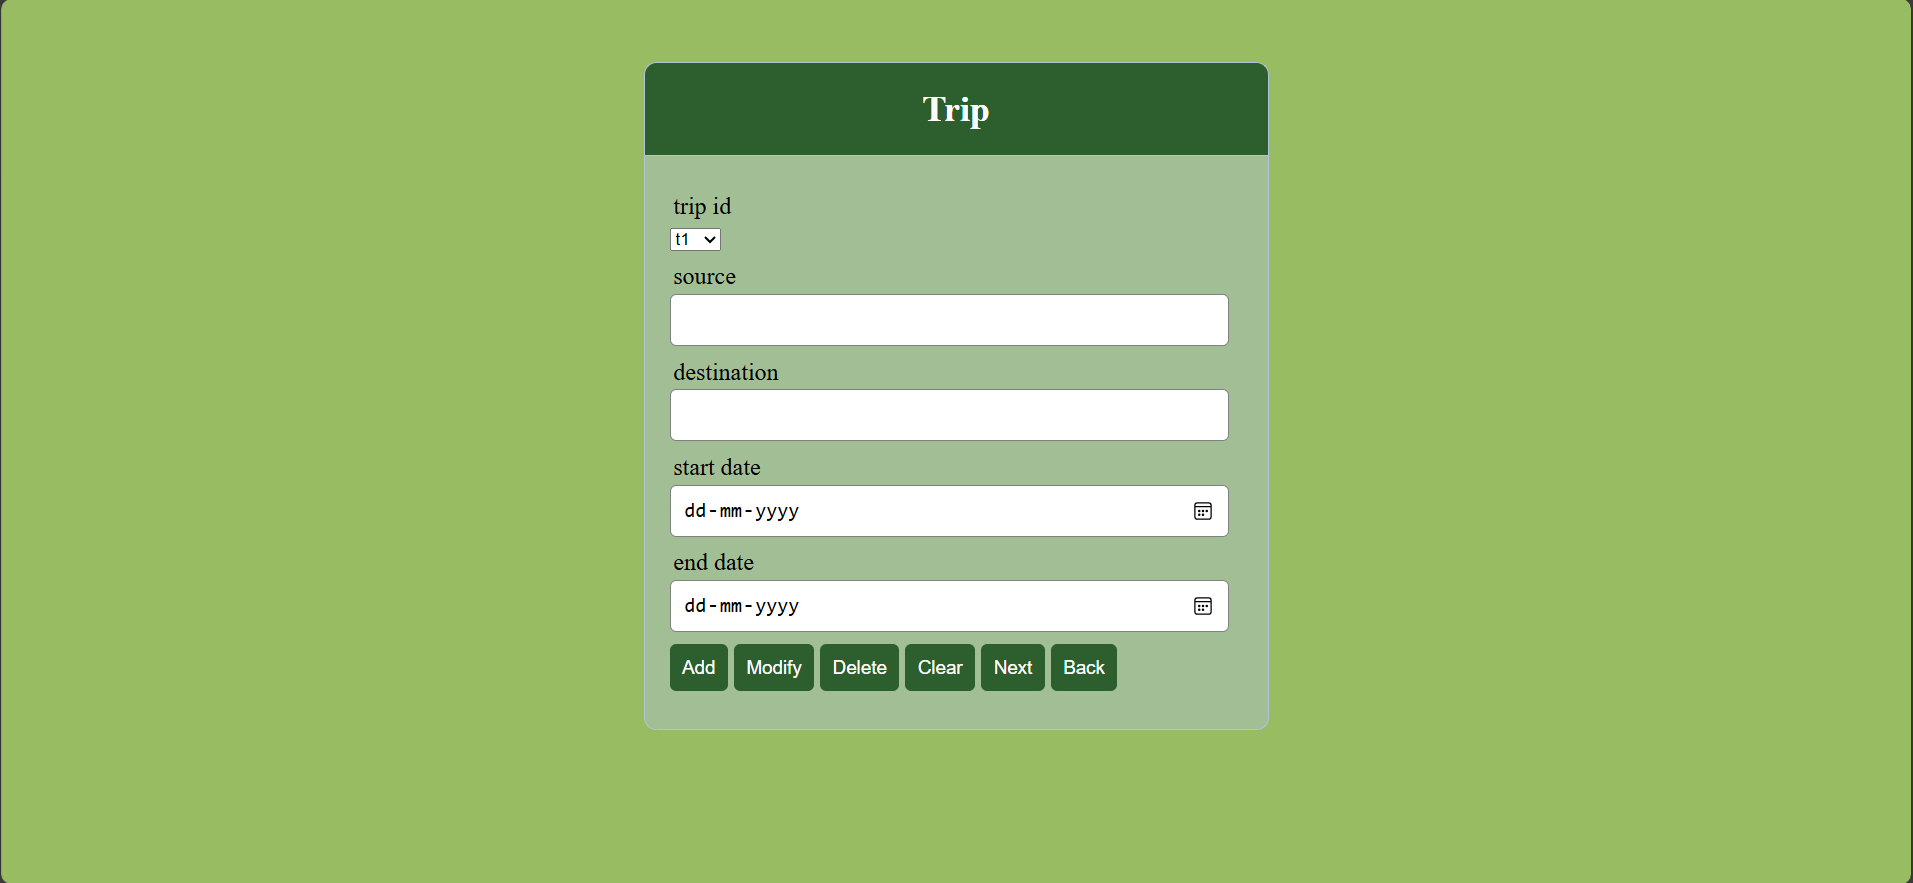 Trip
trip id
t1
source
destination
start date
dd-mm-yyyy
end date
dd-mm-yyyy
Add Modify Delete Clear Next Back